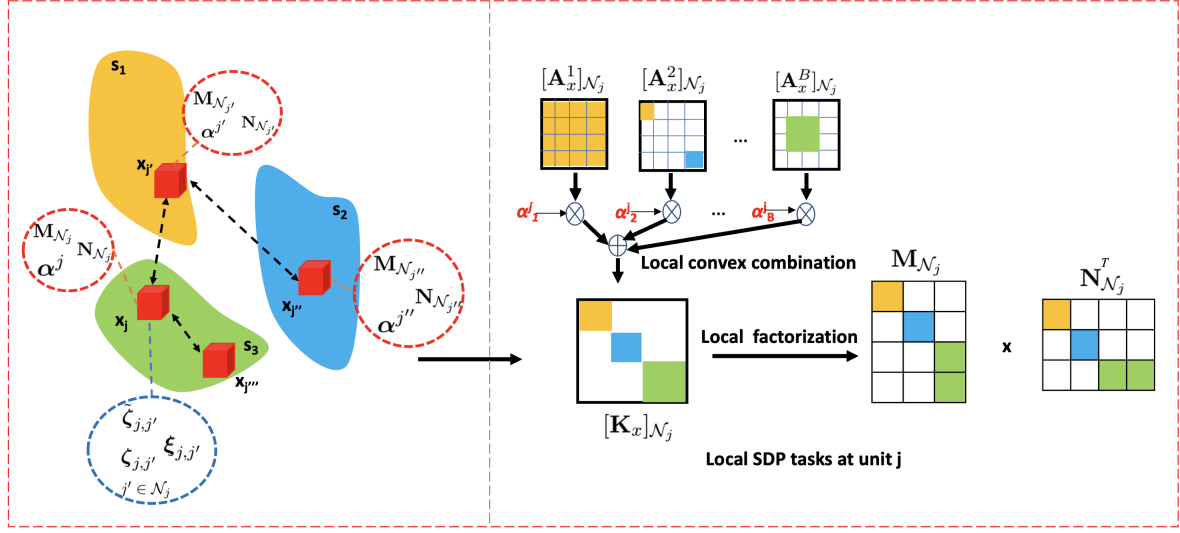 s₁
M_{𝒩_{j'}}
α^{j'} N_{𝒩_{j'}}
x_{j'}
s₂
M_{𝒩_j} N_{𝒩_j}
α^j
M_{𝒩_{j''}}
N_{𝒩_{j''}}
α^{j''}
x_{j''}
x_j
s₃
x_{j'''}
ζ̃_{j,j'}
ζ_{j,j'} ξ_{j,j'}
j' ∈ 𝒩_j
[A_x^1]_{𝒩_j} [A_x^2]_{𝒩_j} [A_x^B]_{𝒩_j}
...
α^j_1 α^j_2 ... α^j_B
Local convex combination
[K_x]_{𝒩_j}
Local factorization
M_{𝒩_j}
x
N^T_{𝒩_j}
Local SDP tasks at unit j